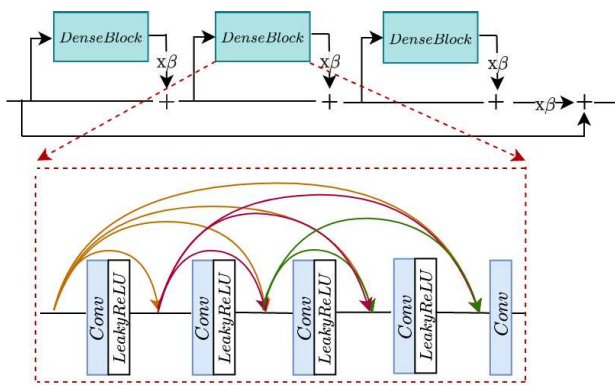 DenseBlock
DenseBlock
DenseBlock
xβ
xβ
xβ
+
+
+
xβ
+
Conv
LeakyReLU
Conv
LeakyReLU
Conv
LeakyReLU
Conv
LeakyReLU
Conv